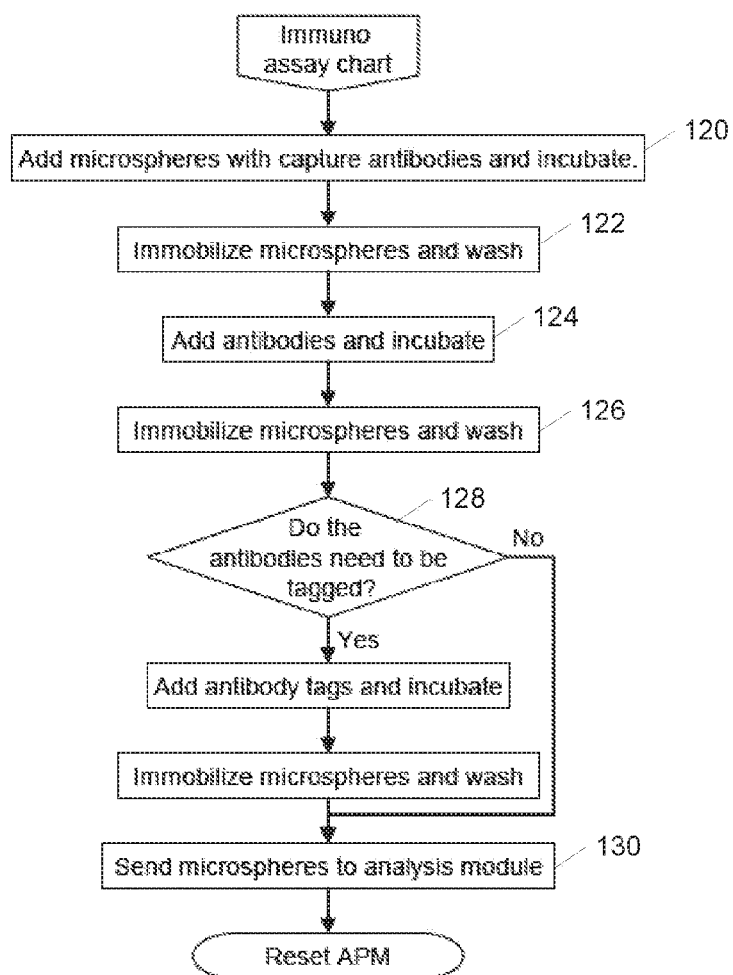 Immuno
assay chart
120
Add microspheres with capture antibodies and incubate.
122
Immobilize microspheres and wash
124
Add antibodies and incubate
126
Immobilize microspheres and wash
128
Do the
antibodies need to be
tagged?
No
Yes
Add antibody tags and incubate
Immobilize microspheres and wash
Send microspheres to analysis module
130
Reset APM